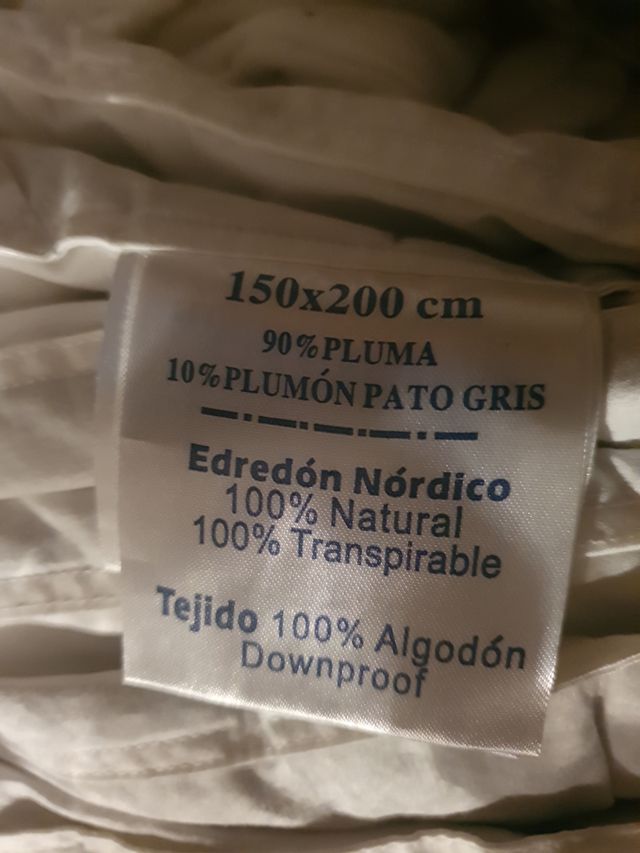 150x200 cm
90%PLUMA
10%PLUMÓN PATO GRIS
Edredón Nórdico
100% Natural
100% Transpirable
Tejido 100% Algodón
Downproof